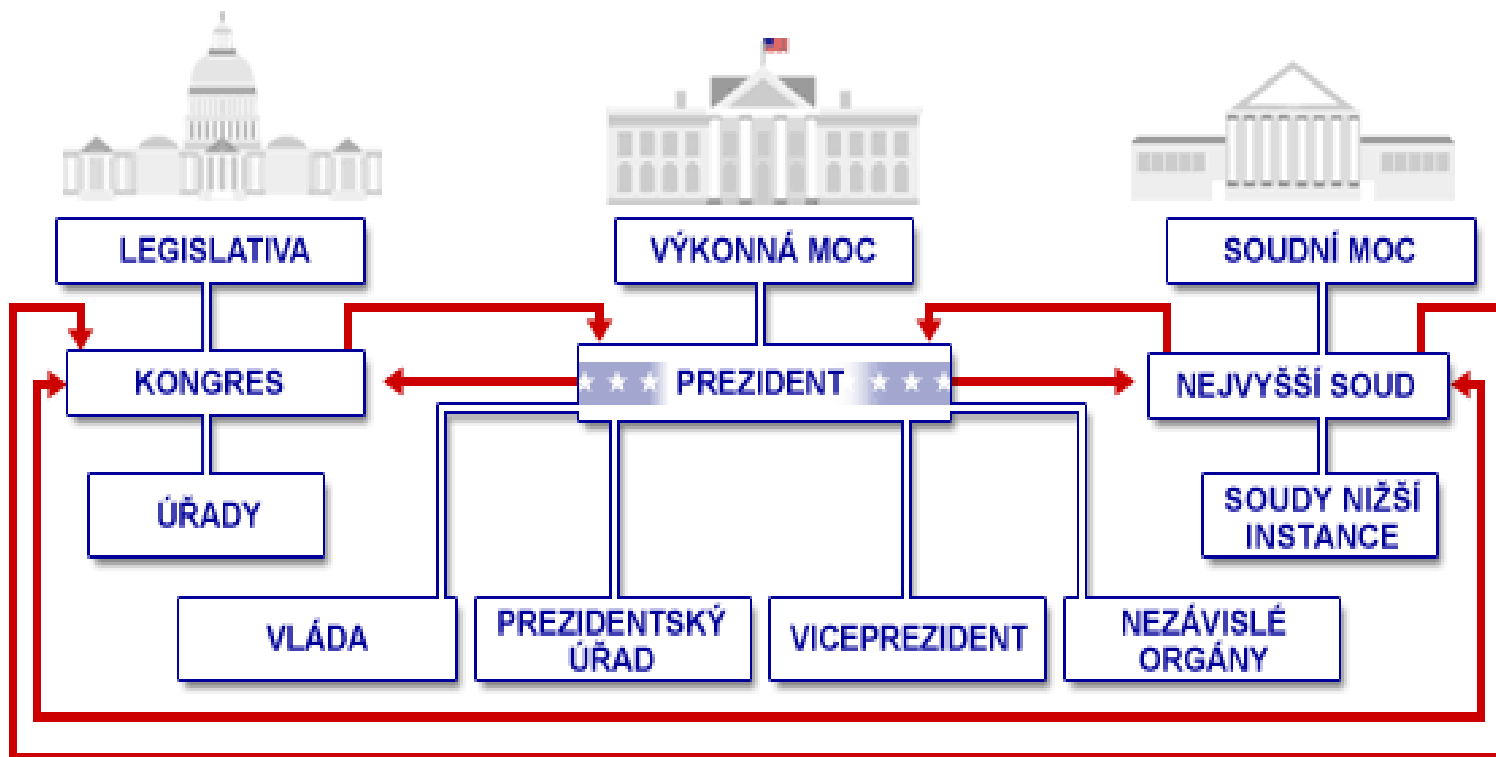 LEGISLATIVA
VÝKONNÁ MOC
SOUDNÍ MOC
KONGRES
PREZIDENT
NEJVYŠŠÍ SOUD
ÚŘADY
SOUDY NIŽŠÍ
INSTANCE
VLÁDA
PREZIDENTSKÝ
ÚŘAD
VICEPREZIDENT
NEZÁVISLÉ
ORGÁNY